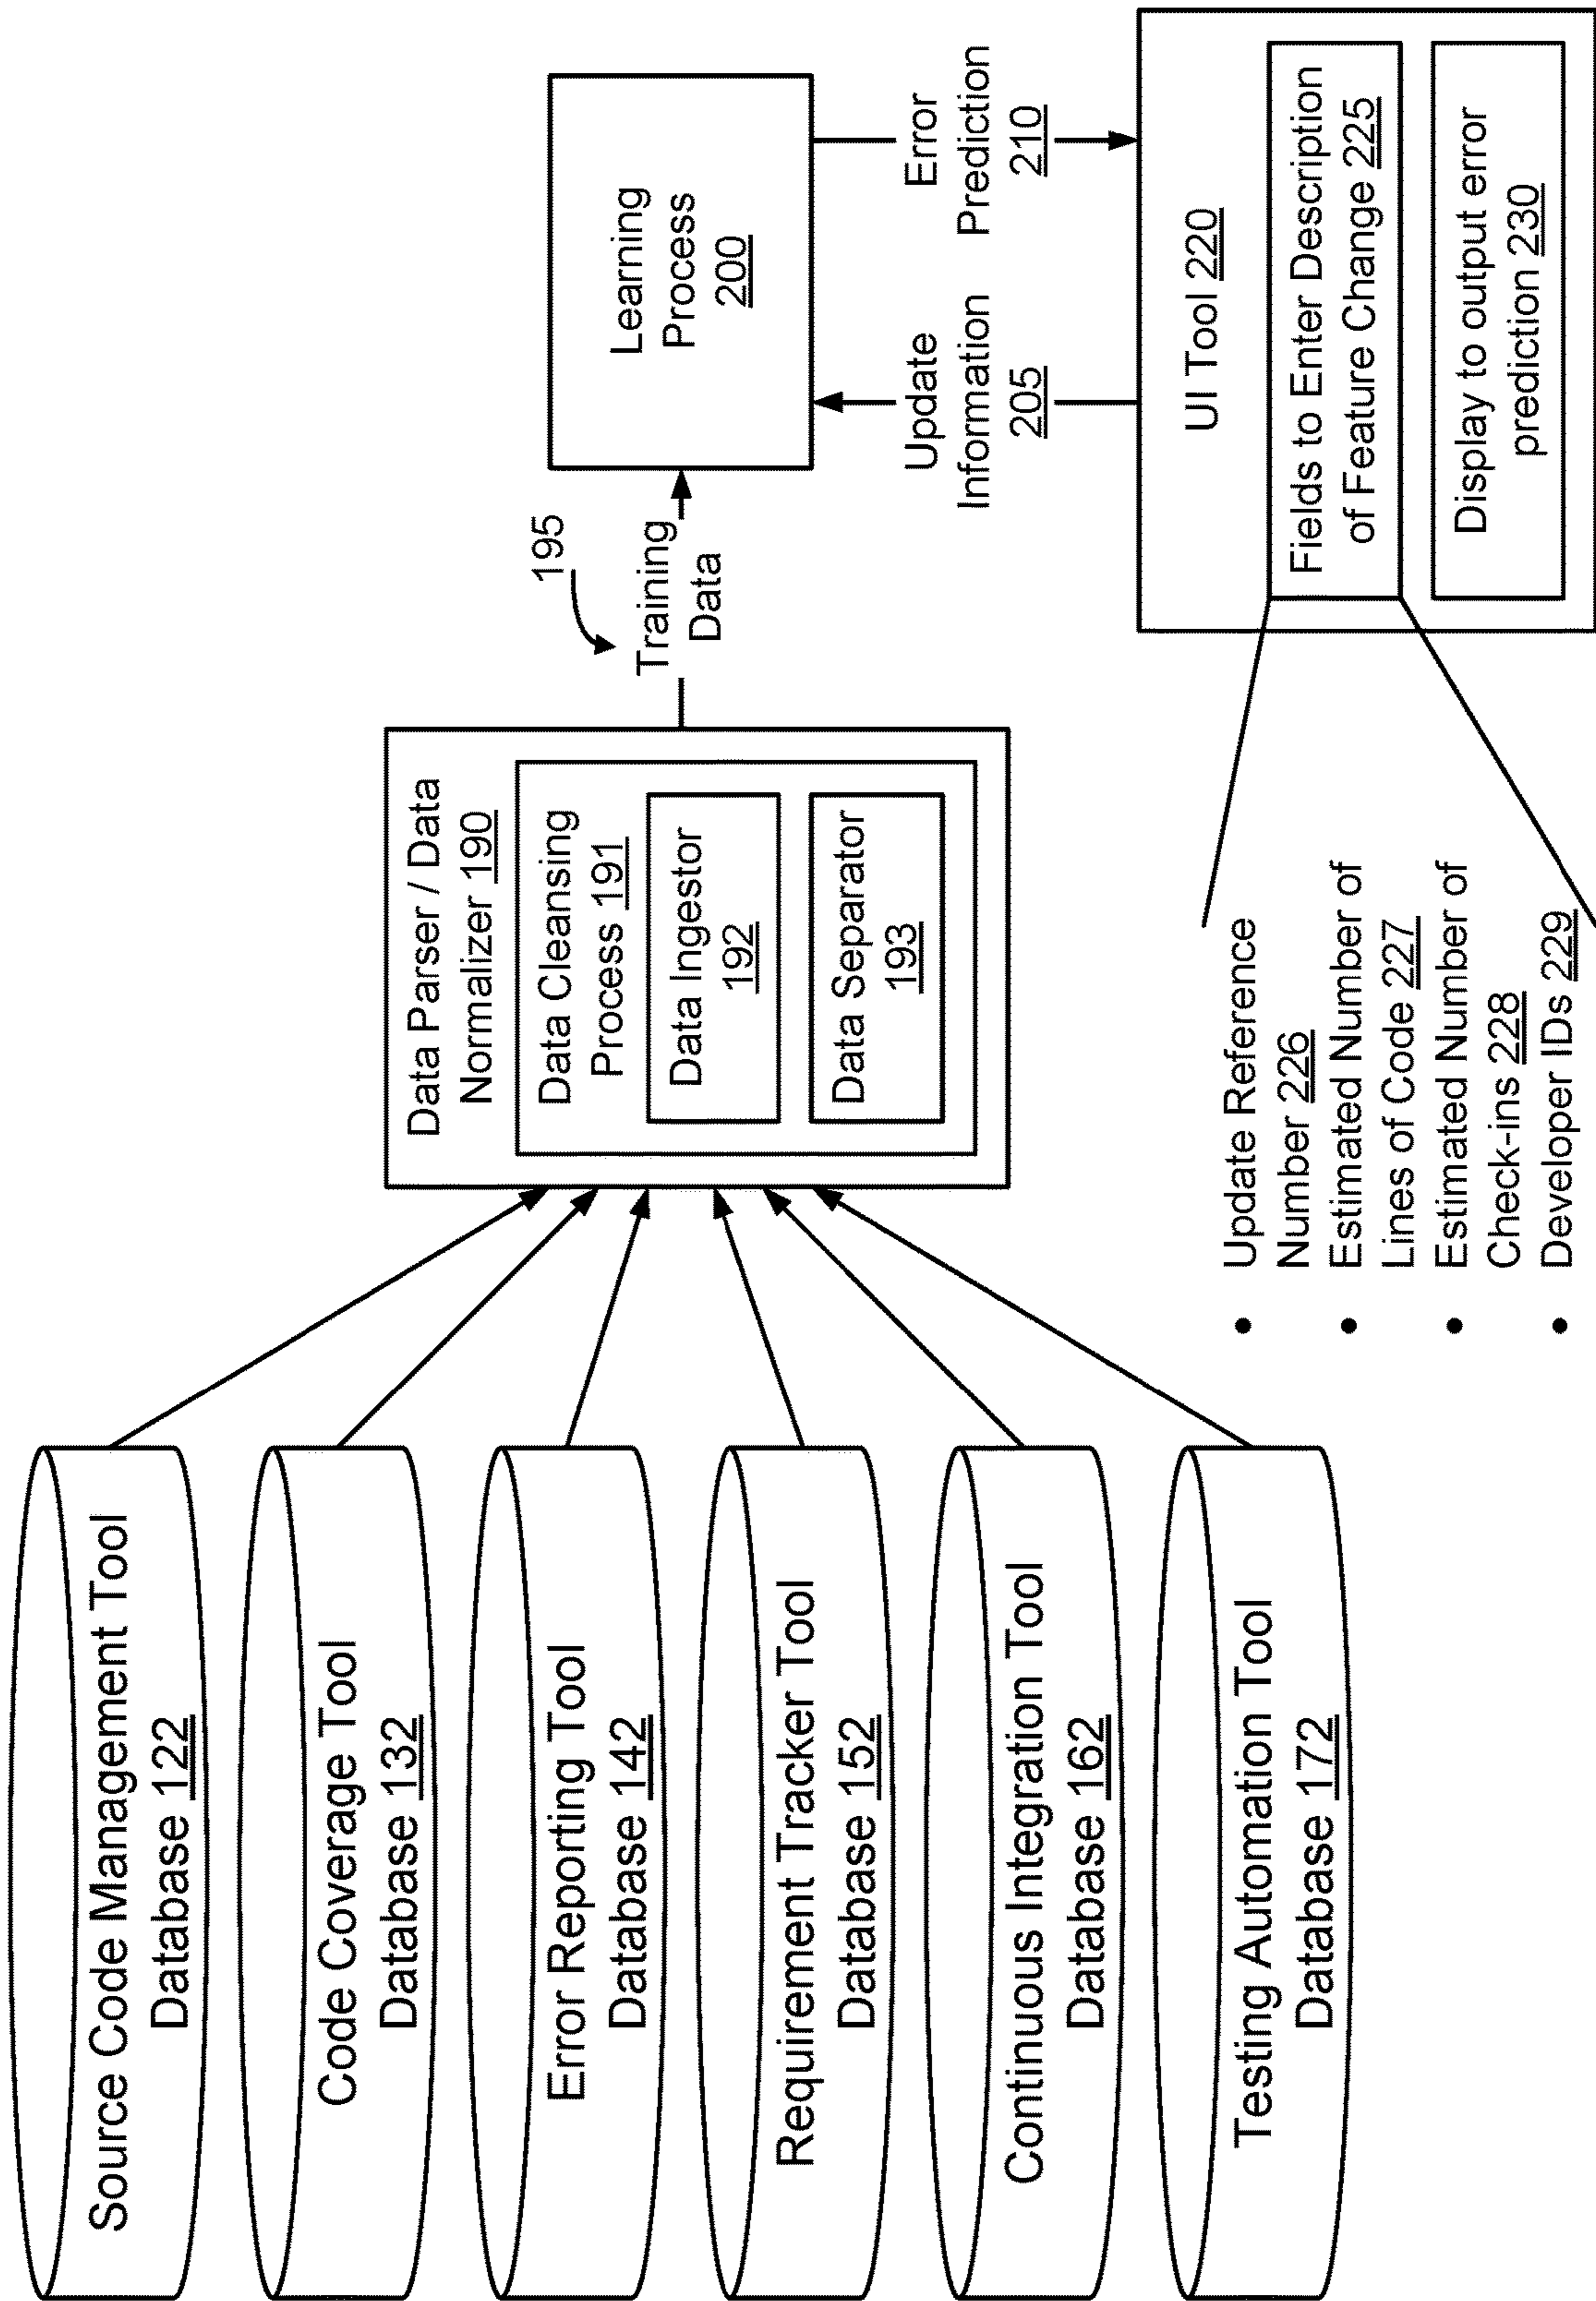 Source Code Management Tool
Database 122
Code Coverage Tool
Database 132
Error Reporting Tool
Database 142
Requirement Tracker Tool
Database 152
Continuous Integration Tool
Database 162
Testing Automation Tool
Database 172
Data Parser / Data
Normalizer 190
Data Cleansing
Process 191
Data Ingestor
192
Data Separator
193
195
Training
Data
Learning
Process
200
Update
Information
205
Error
Prediction
210
UI Tool 220
Fields to Enter Description
of Feature Change 225
Display to output error
prediction 230
• Update Reference
Number 226
• Estimated Number of
Lines of Code 227
• Estimated Number of
Check-ins 228
• Developer IDs 229